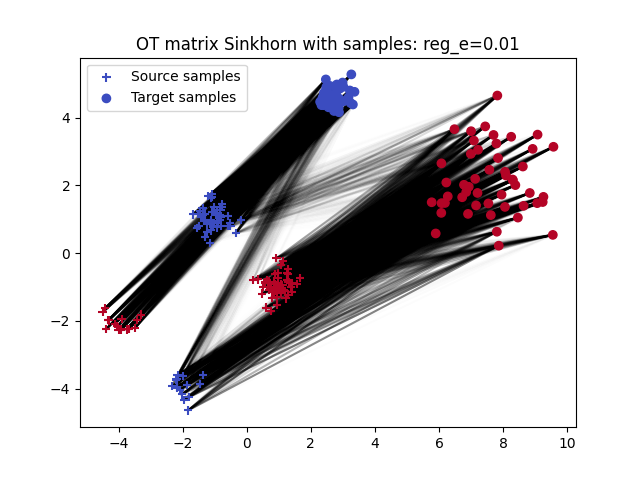 OT matrix Sinkhorn with samples: reg_e=0.01
Source samples
Target samples
4
2
0
−2
−4
−4 −2 0 2 4 6 8 10